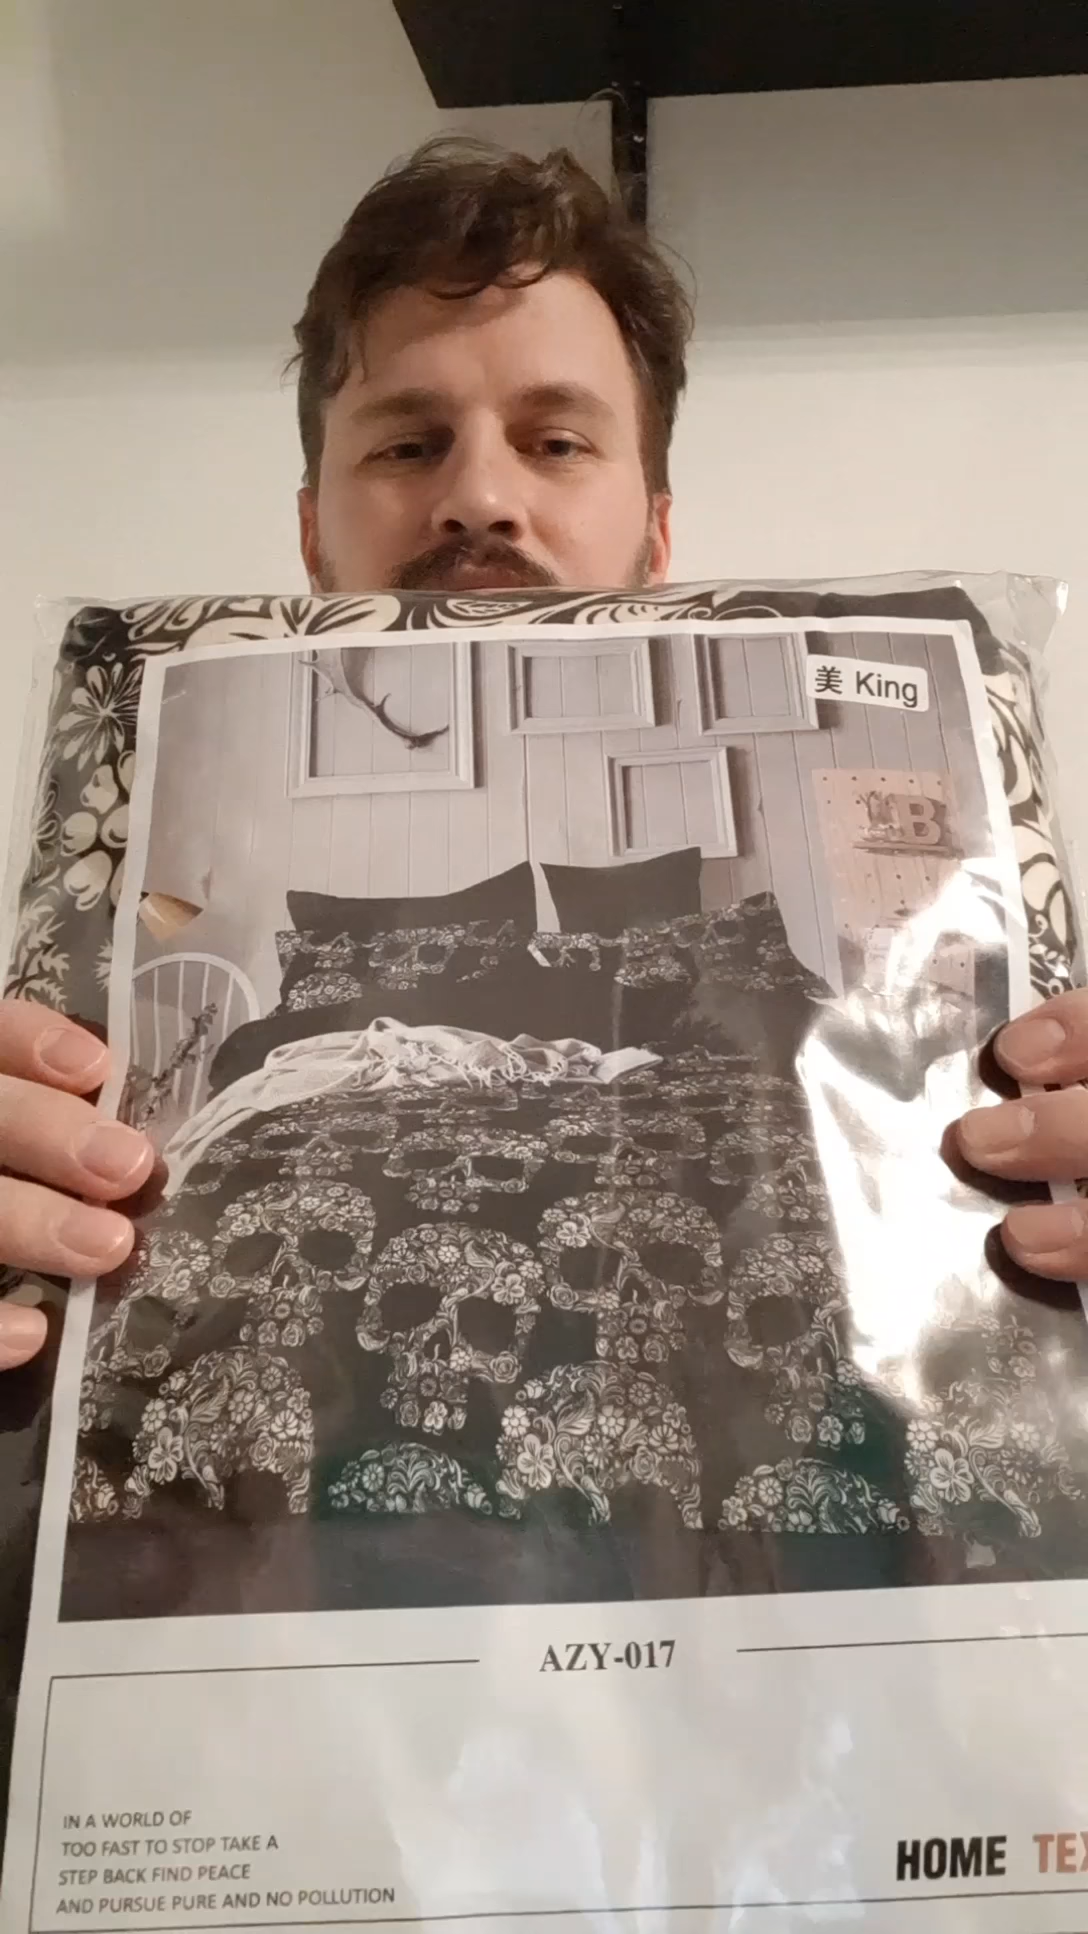 美 King
B
AZY-017
IN A WORLD OF
TOO FAST TO STOP TAKE A
STEP BACK FIND PEACE
AND PURSUE PURE AND NO POLLUTION
HOME TEX